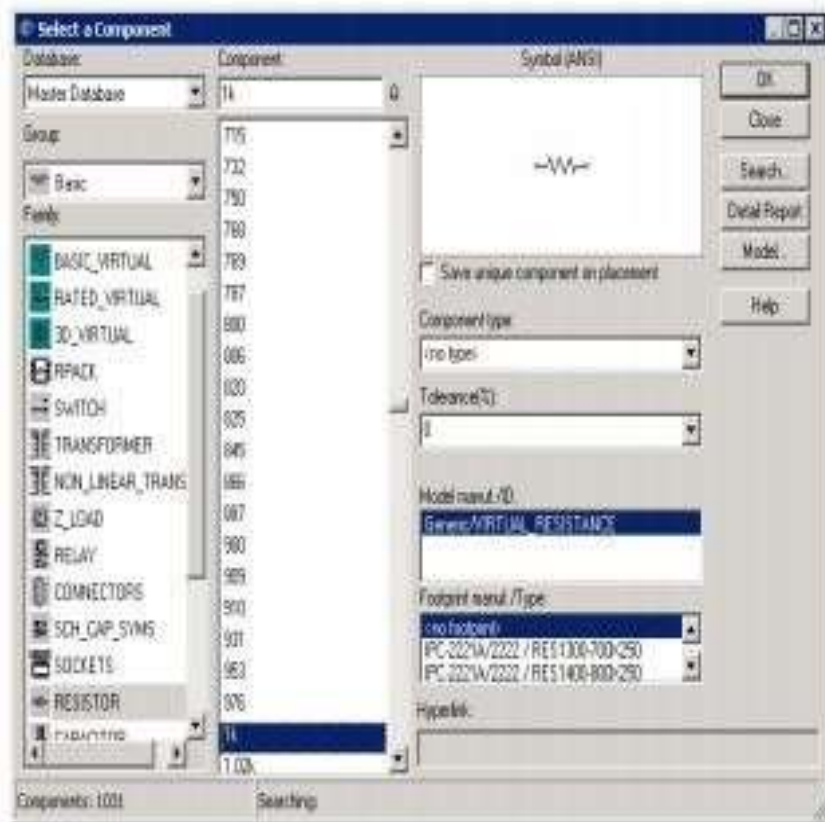 Select a Component
Database:
Master Database
Group:
Basic
Family:
BASIC_VIRTUAL
RATED_VIRTUAL
3D_VIRTUAL
RPACK
SWITCH
TRANSFORMER
NON_LINEAR_TRANS
Z_LOAD
RELAY
CONNECTORS
SCH_CAP_SYMS
SOCKETS
RESISTOR
CAPACITOR
Component:
1k
Ω
715
732
750
768
787
820
825
845
866
887
909
910
931
953
976
1k
1.02k
Symbol (ANSI)
Save unique component on placement
Component type:
<no type>
Tolerance(%):
0
Model manuf./ID:
Generic/VIRTUAL_RESISTANCE
Footprint manuf./Type:
<no footprint>
IPC-2221A/2222 / RES1300-700X250
IPC-2221A/2222 / RES1400-800X250
Hyperlink:
OK
Close
Search...
Detail Report
Model...
Help
Components: 1031
Searching: